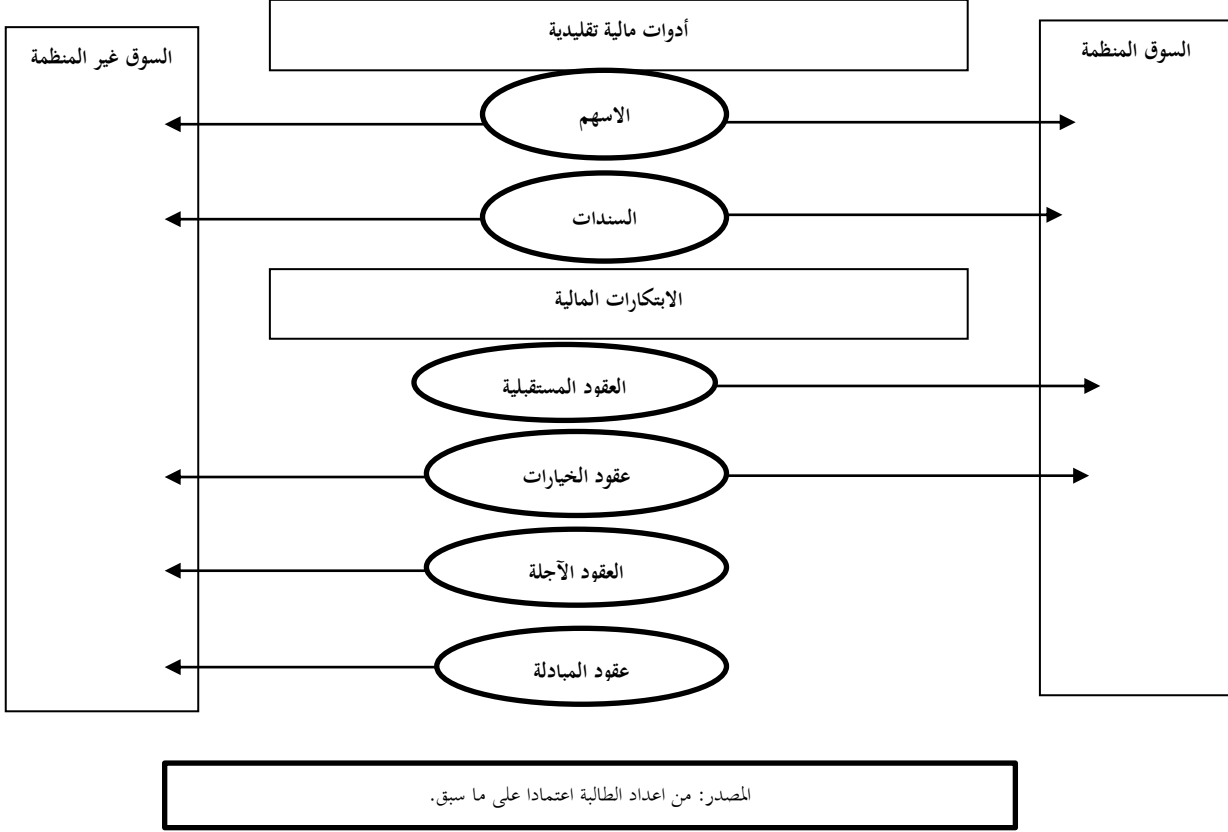 أدوات مالية تقليدية
السوق المنظمة
السوق غير المنظمة
الاسهم
السندات
الابتكارات المالية
العقود المستقبلية
عقود الخيارات
العقود الآجلة
عقود المبادلة
المصدر: من اعداد الطالبة اعتمادا على ما سبق.